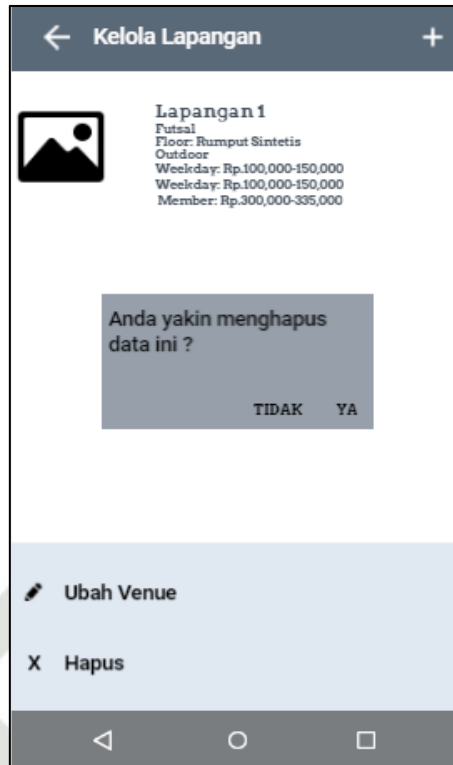 Kelola Lapangan +
Lapangan 1
Futsal
Floor: Rumput Sintetis
Outdoor
Weekday: Rp.100,000-150,000
Weekday: Rp.100,000-150,000
Member: Rp.300,000-335,000
Anda yakin menghapus
data ini ?
TIDAK YA
Ubah Venue
X Hapus